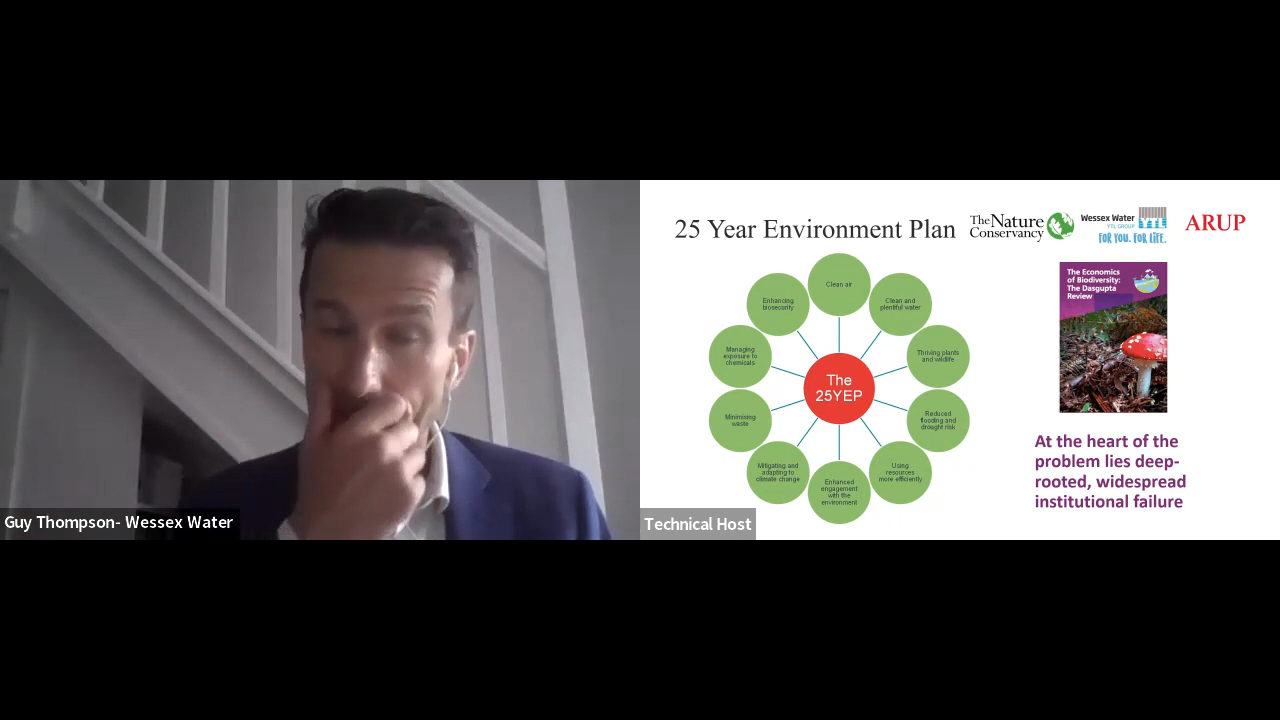 25 Year Environment Plan
The Nature
Conservancy
Wessex Water
YTL GROUP
YTL
FOR YOU. FOR LIFE.
ARUP
Clean air
Clean and
plentiful water
Thriving plants
and wildlife
Reduced
flooding and
drought risk
Using
resources
more efficiently
Enhanced
engagement
with the
environment
Mitigating and
adapting to
climate change
Minimising
waste
Managing
exposure to
chemicals
Enhancing
biosecurity
The
25YEP
The Economics
of Biodiversity:
The Dasgupta
Review
At the heart of the
problem lies deep-
rooted, widespread
institutional failure
Guy Thompson- Wessex Water
Technical Host